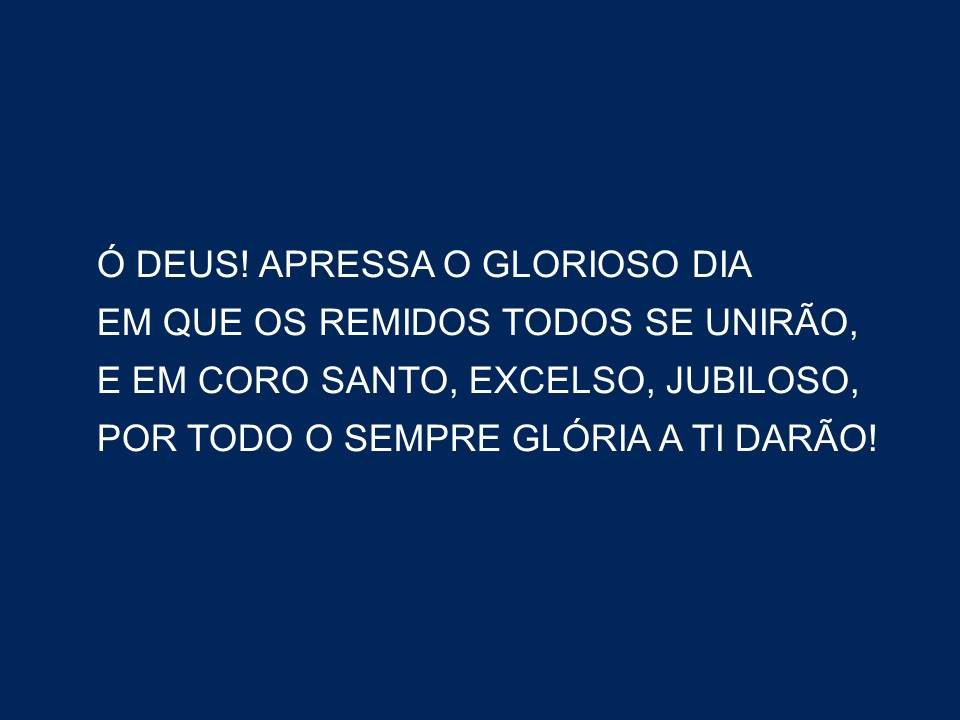 Ó DEUS! APRESSA O GLORIOSO DIA
EM QUE OS REMIDOS TODOS SE UNIRÃO,
E EM CORO SANTO, EXCELSO, JUBILOSO,
POR TODO O SEMPRE GLÓRIA A TI DARÃO!